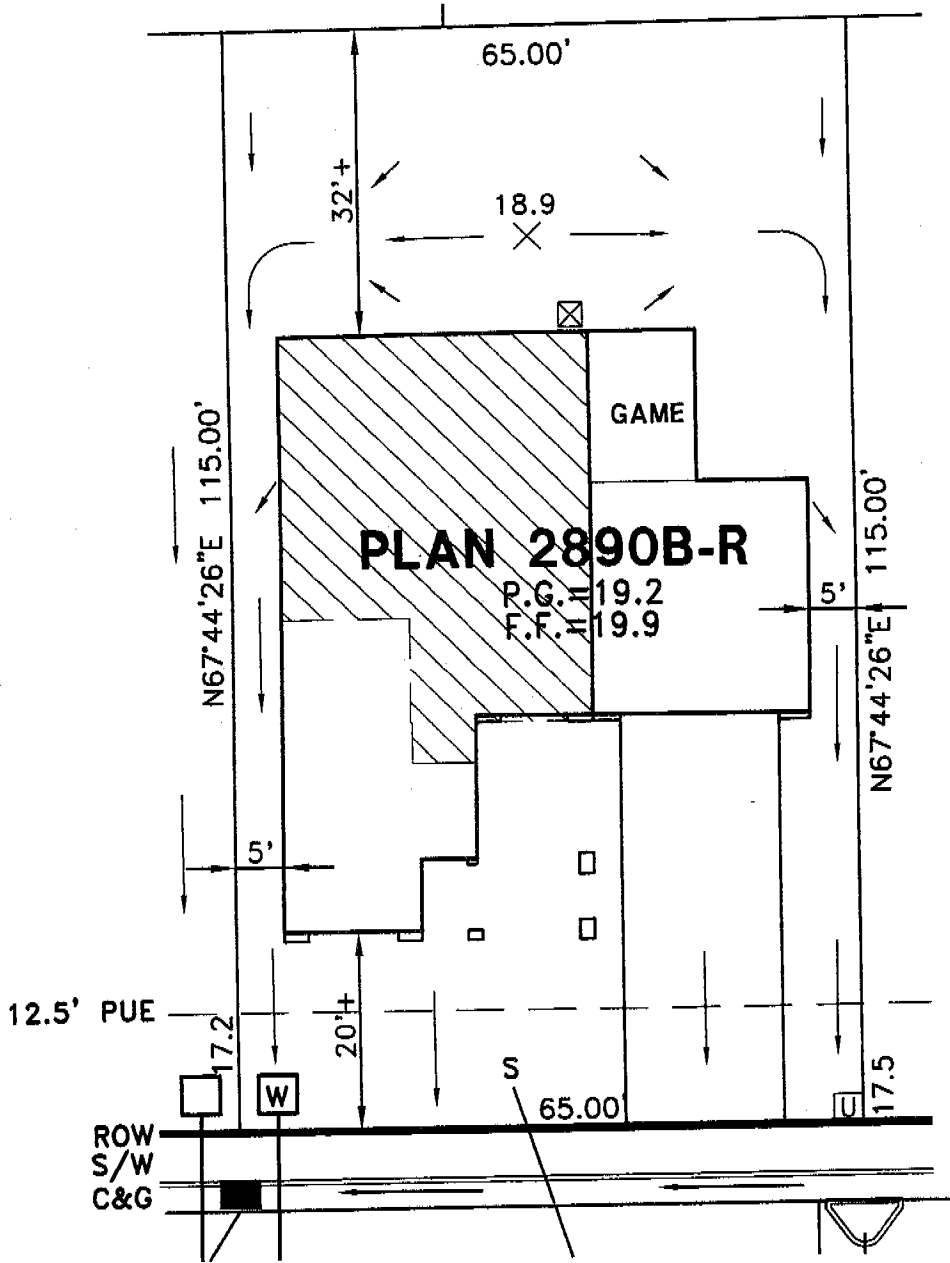 65.00'
32'+
18.9
GAME
N67°44'26"E 115.00'
N67°44'26"E 115.00'
PLAN 2890B-R
P.G.=19.2
F.F.=19.9
5'
5'
12.5' PUE
17.2
20'+
S
17.5
W
65.00
U
ROW
S/W
C&G